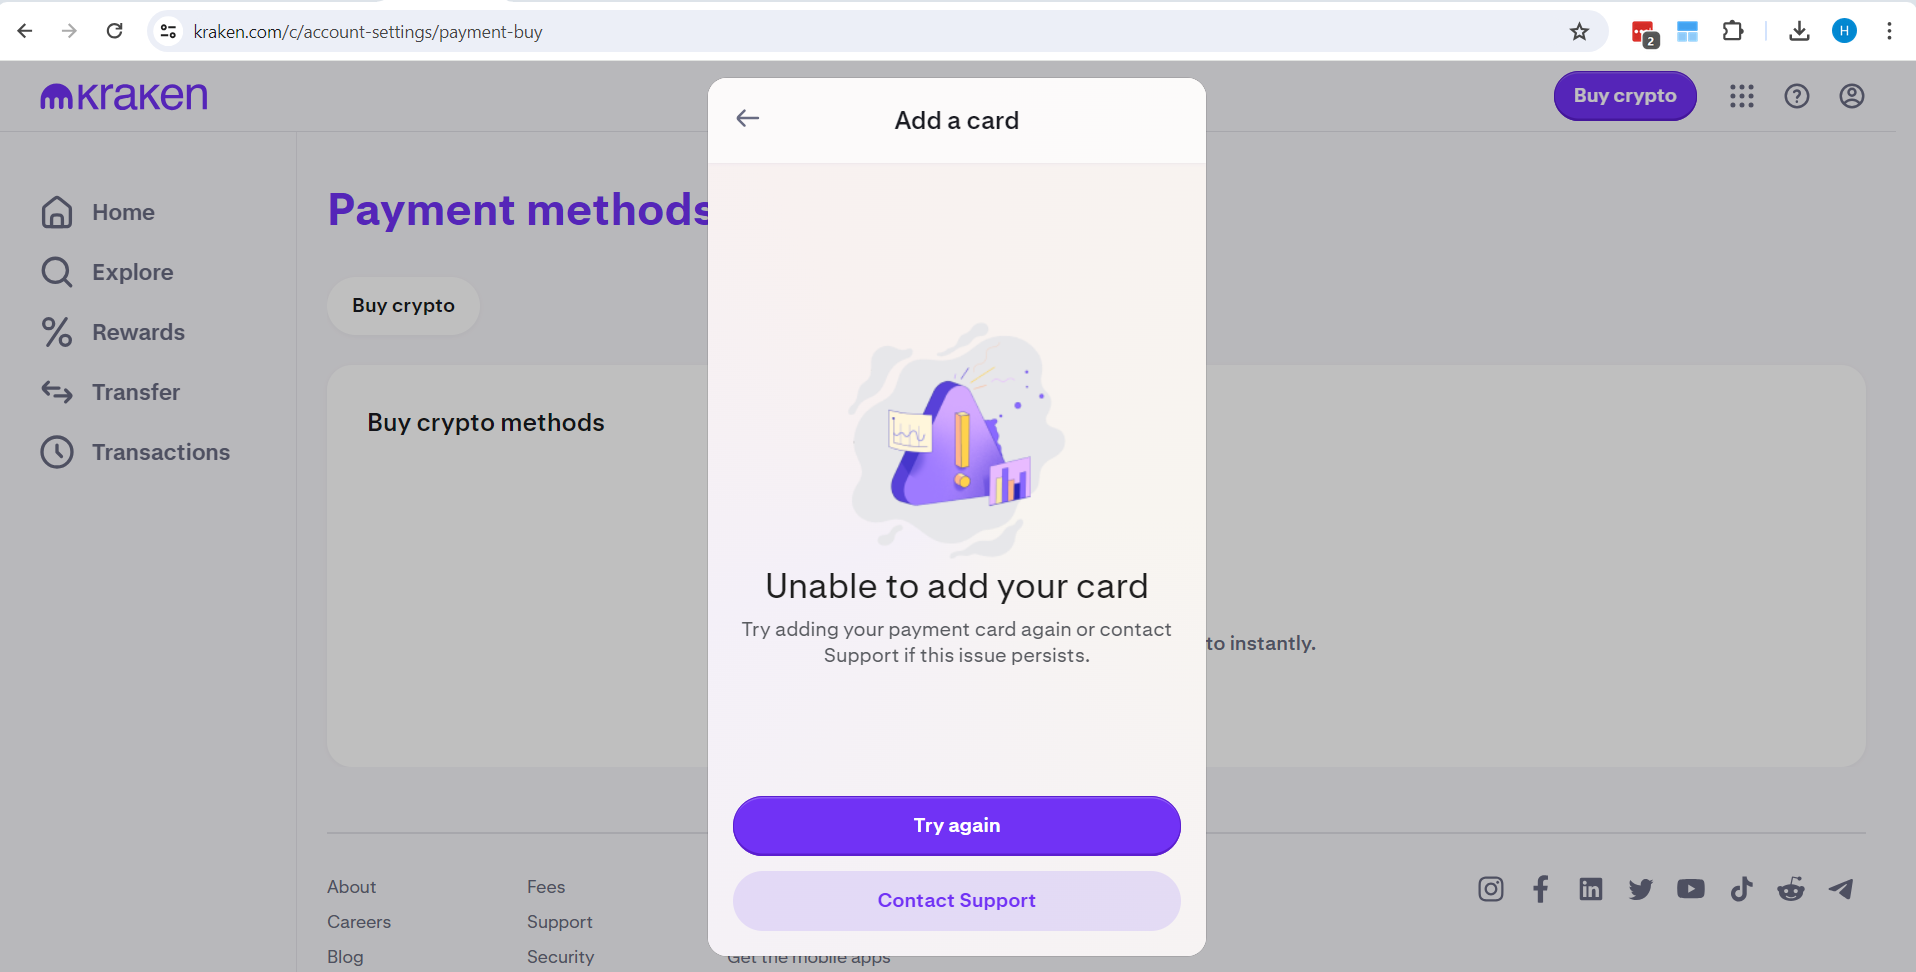 kraken.com/c/account-settings/payment-buy
2
H
kraken
Buy crypto
Home
Explore
Rewards
Transfer
Transactions
Payment methods
Buy crypto
Buy crypto methods
to instantly.
Add a card
Unable to add your card
Try adding your payment card again or contact
Support if this issue persists.
Try again
Contact Support
About
Careers
Blog
Fees
Support
Security
Get the mobile apps